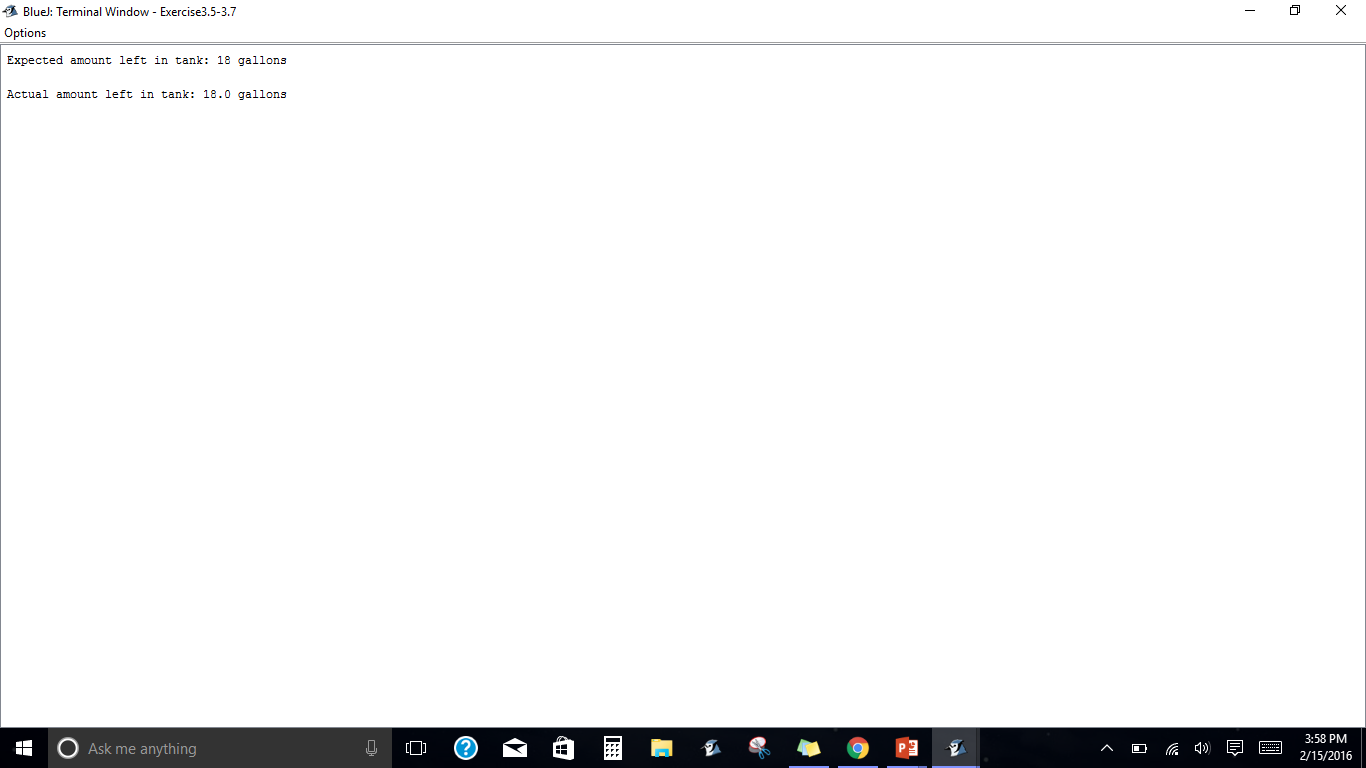 BlueJ: Terminal Window - Exercise3.5-3.7
Options
Expected amount left in tank: 18 gallons
Actual amount left in tank: 18.0 gallons
Ask me anything
3:58 PM
2/15/2016